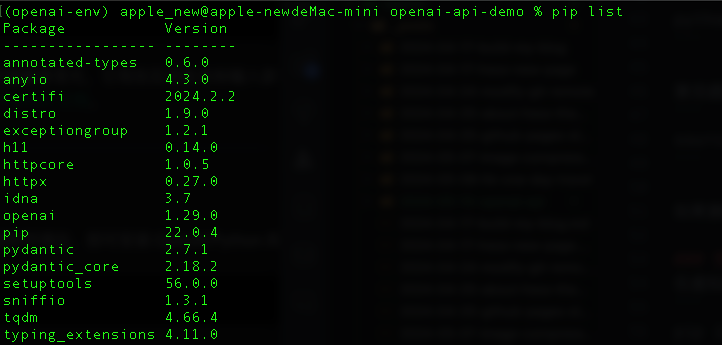 [(openai-env) apple_new@apple-newdeMac-mini openai-api-demo % pip list
Package Version
----------------- --------
annotated-types 0.6.0
anyio 4.3.0
certifi 2024.2.2
distro 1.9.0
exceptiongroup 1.2.1
h11 0.14.0
httpcore 1.0.5
httpx 0.27.0
idna 3.7
openai 1.29.0
pip 22.0.4
pydantic 2.7.1
pydantic_core 2.18.2
setuptools 56.0.0
sniffio 1.3.1
tqdm 4.66.4
typing_extensions 4.11.0